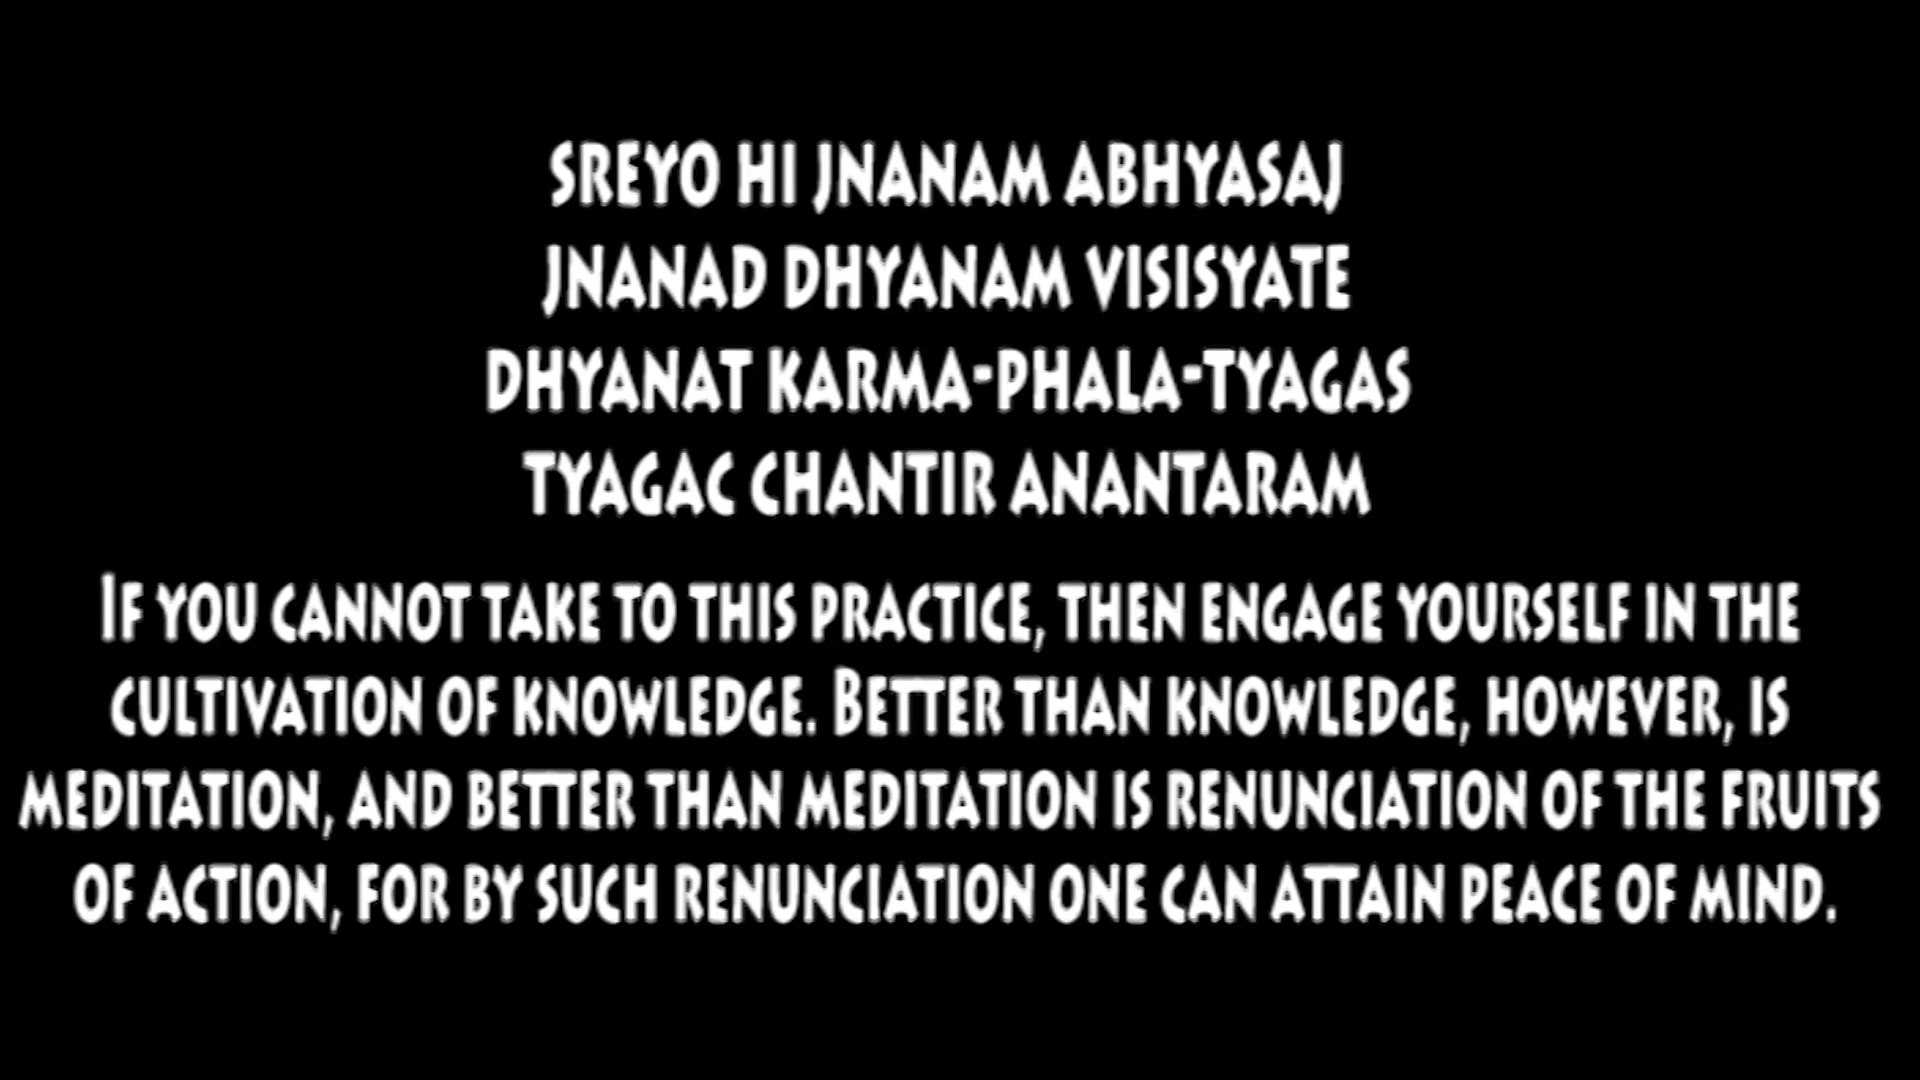 SREYO HI JNANAM ABHYASAJ
JNANAD DHYANAM VISISYATE
DHYANAT KARMA-PHALA-TYAGAS
TYAGAC CHANTIR ANANTARAM
IF YOU CANNOT TAKE TO THIS PRACTICE, THEN ENGAGE YOURSELF IN THE
CULTIVATION OF KNOWLEDGE. BETTER THAN KNOWLEDGE, HOWEVER, IS
MEDITATION, AND BETTER THAN MEDITATION IS RENUNCIATION OF THE FRUITS
OF ACTION, FOR BY SUCH RENUNCIATION ONE CAN ATTAIN PEACE OF MIND.